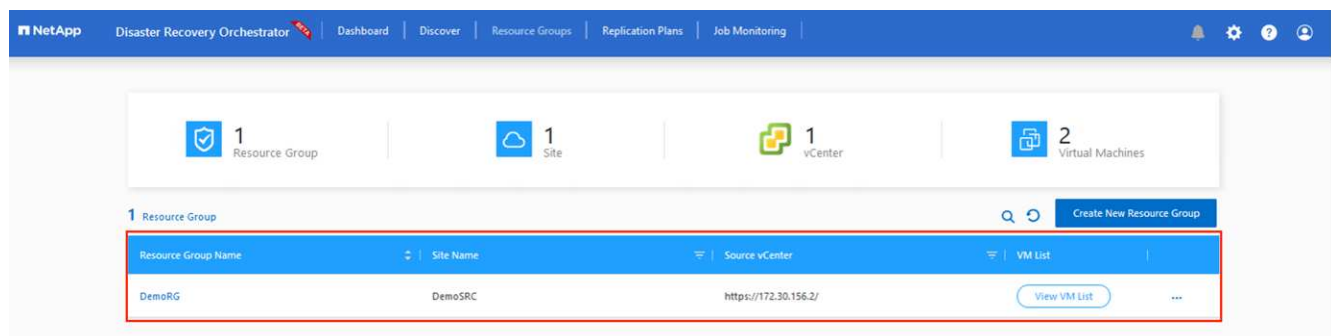 NetApp Disaster Recovery Orchestrator BETA Dashboard Discover Resource Groups Replication Plans Job Monitoring
1 Resource Group
1 Site
1 vCenter
2 Virtual Machines
1 Resource Group Create New Resource Group
Resource Group Name Site Name Source vCenter VM List
DemoRG DemoSRC https://172.30.156.2/ View VM List